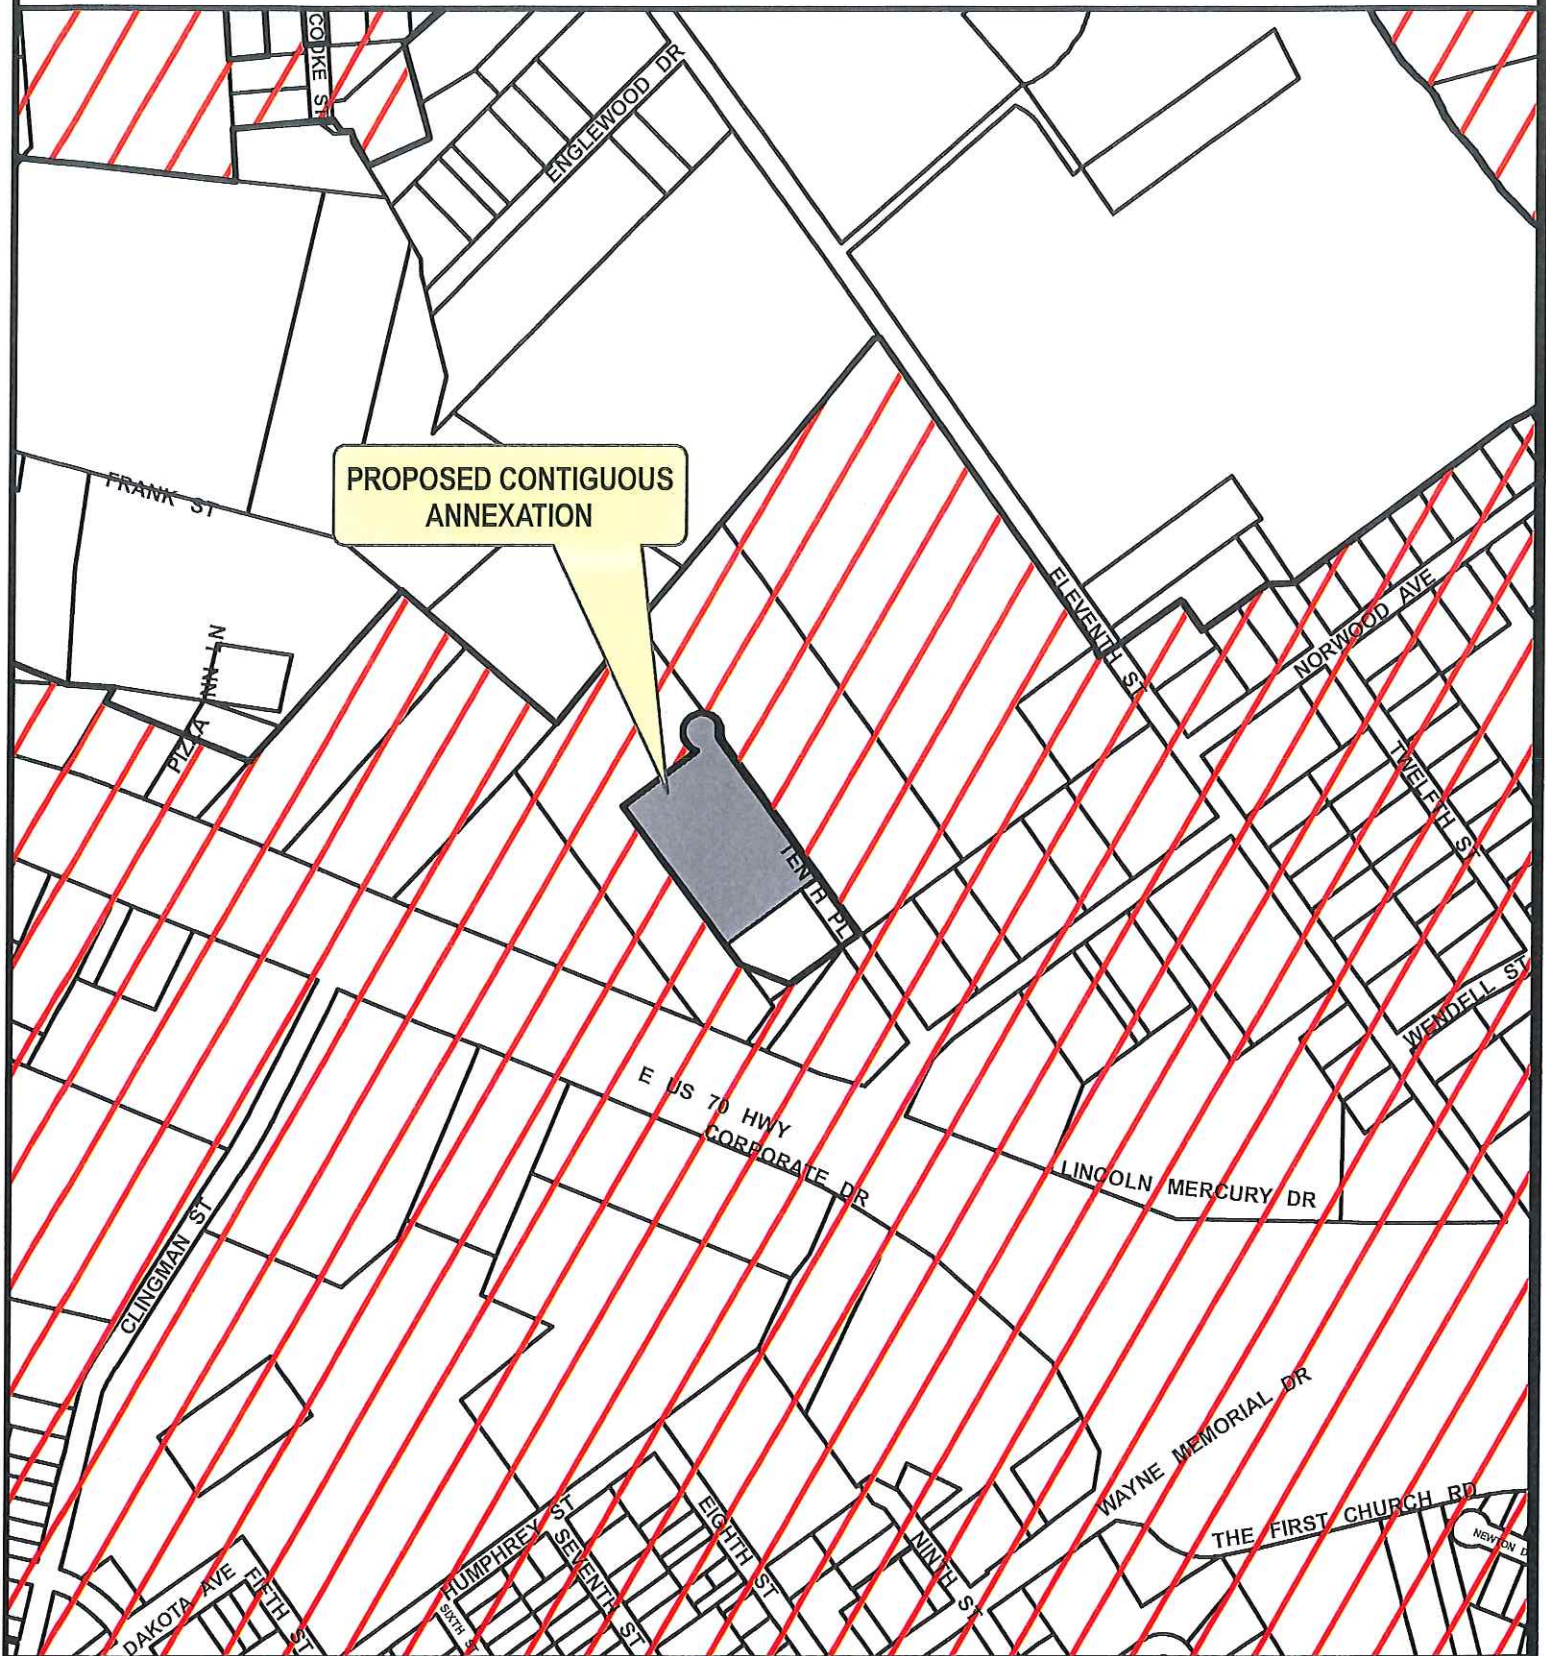 COOKE ST
ENGLEWOOD DR
PROPOSED CONTIGUOUS
ANNEXATION
FRANK ST
ELEVENTH ST
NORWOOD AVE
PIZZA INN LN
TWELFTH ST
TENTH PL
WENDELL ST
E US 70 HWY
CORPORATE DR
LINCOLN MERCURY DR
CLINGMAN ST
WAYNE MEMORIAL DR
THE FIRST CHURCH RD
NEWTON D
HUMPHREY ST
SEVENTH ST
EIGHTH ST
NINTH ST
DAKOTA AVE
FIFTH ST
SIXTH ST